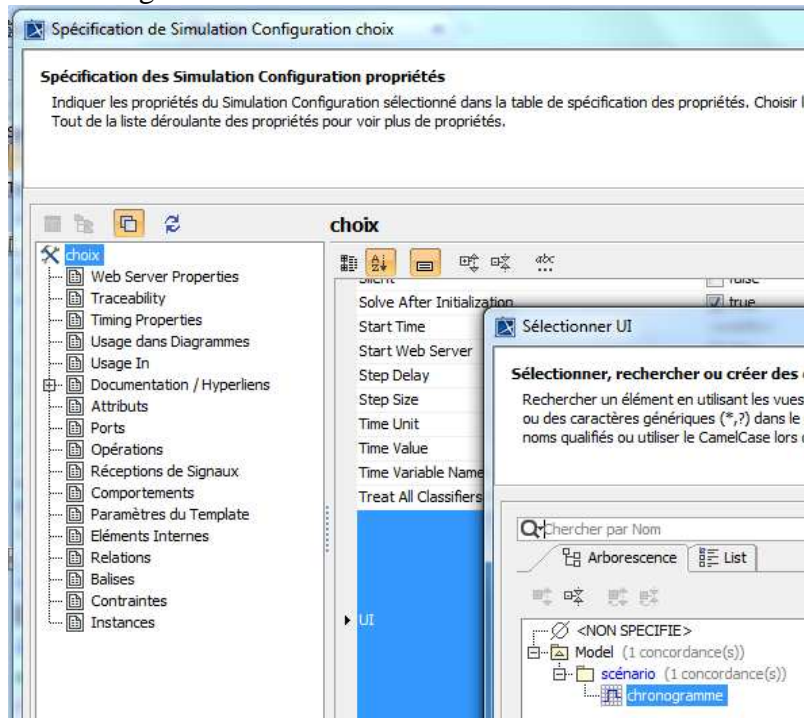 Spécification de Simulation Configuration choix
Spécification des Simulation Configuration propriétés
Indiquer les propriétés du Simulation Configuration sélectionné dans la table de spécification des propriétés. Choisir
Tout de la liste déroulante des propriétés pour voir plus de propriétés.
choix
choix
Web Server Properties
Traceability
Timing Properties
Usage dans Diagrammes
Usage In
Documentation / Hyperliens
Attributs
Ports
Opérations
Réceptions de Signaux
Comportements
Paramètres du Template
Eléments Internes
Relations
Balises
Contraintes
Instances
Silent false
Solve After Initialization true
Start Time
Start Web Server
Step Delay
Step Size
Time Unit
Time Value
Time Variable Name
Treat All Classifiers
UI
Sélectionner UI
Sélectionner, rechercher ou créer des
Rechercher un élément en utilisant les vues
ou des caractères génériques (*,?) dans le
noms qualifiés ou utiliser le CamelCase lors
Chercher par Nom
Arborescence List
<NON SPECIFIE>
Model (1 concordance(s))
scénario (1 concordance(s))
chronogramme